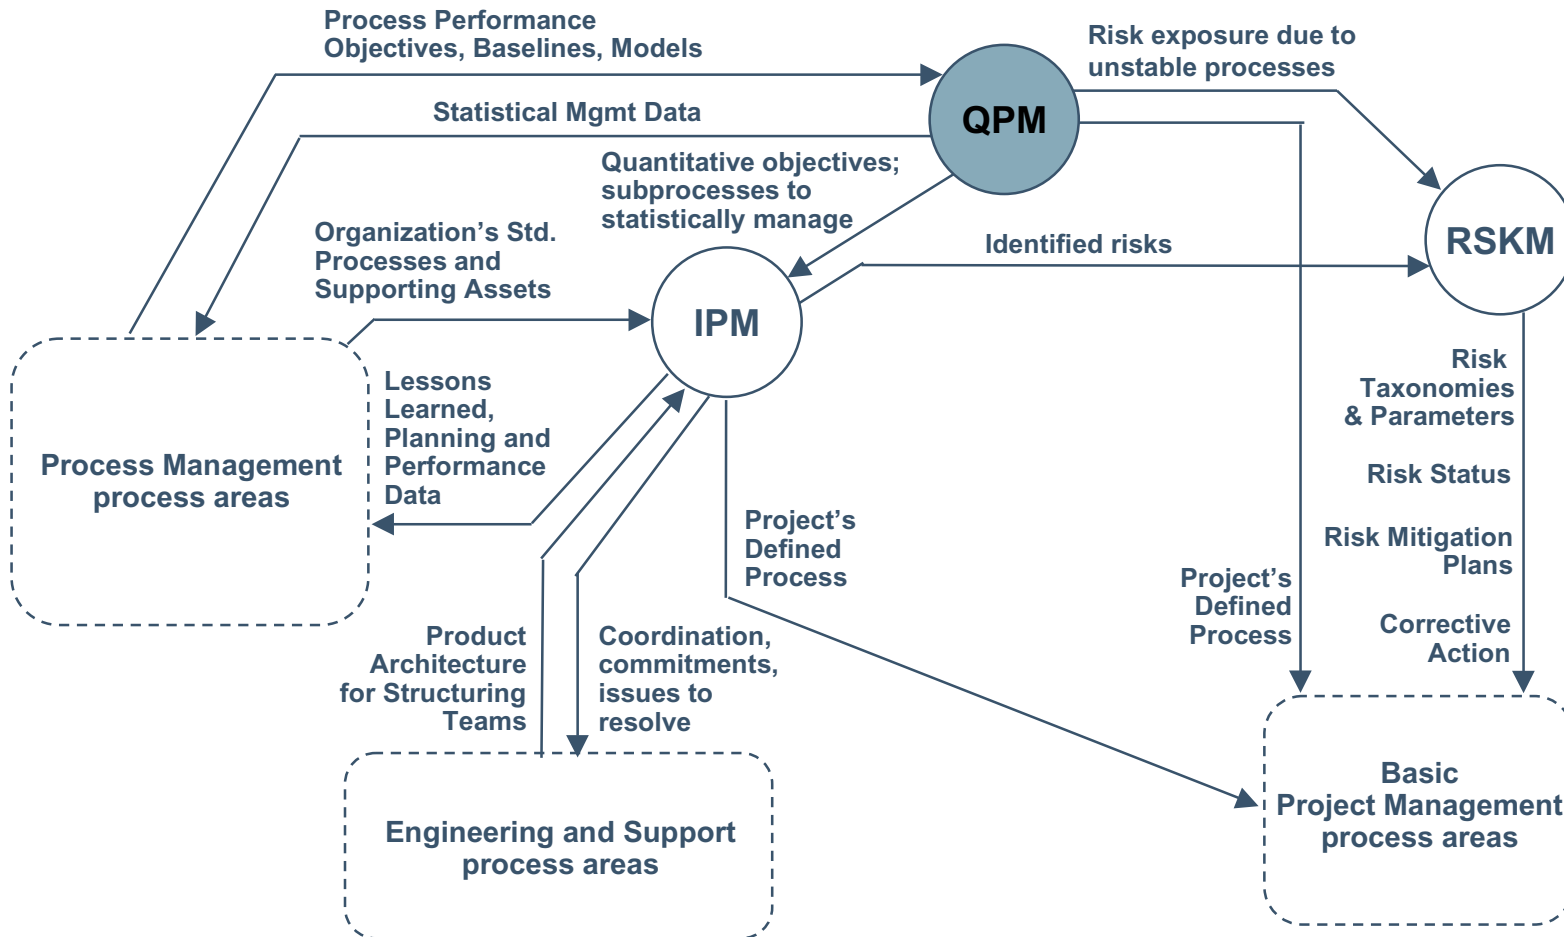 Process Performance
Objectives, Baselines, Models
Risk exposure due to
unstable processes
QPM
Statistical Mgmt Data
Quantitative objectives;
subprocesses to
statistically manage
Organization’s Std.
Processes and
Supporting Assets
Identified risks
RSKM
IPM
Lessons
Learned,
Planning and
Performance
Data
Process Management
process areas
Risk
Taxonomies
& Parameters
Risk Status
Risk Mitigation
Plans
Corrective
Action
Project’s
Defined
Process
Project’s
Defined
Process
Product
Architecture
for Structuring
Teams
Coordination,
commitments,
issues to
resolve
Engineering and Support
process areas
Basic
Project Management
process areas